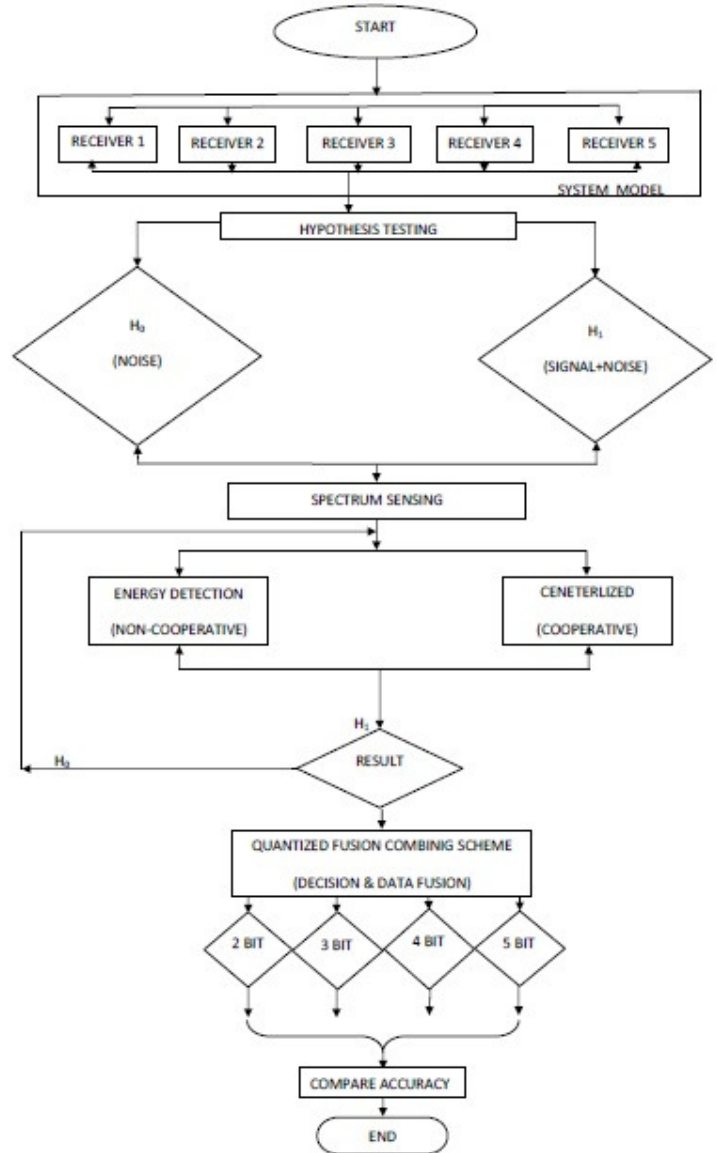 START
RECEIVER 1 RECEIVER 2 RECEIVER 3 RECEIVER 4 RECEIVER 5
SYSTEM MODEL
HYPOTHESIS TESTING
H₀
(NOISE)
H₁
(SIGNAL+NOISE)
SPECTRUM SENSING
ENERGY DETECTION
(NON-COOPERATIVE)
CENETERLIZED
(COOPERATIVE)
H₁
H₀
RESULT
QUANTIZED FUSION COMBINIG SCHEME
(DECISION & DATA FUSION)
2 BIT 3 BIT 4 BIT 5 BIT
COMPARE ACCURACY
END